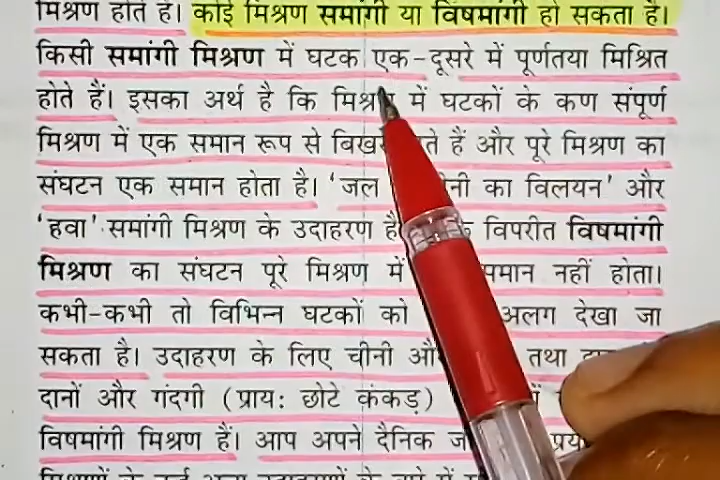 मिश्रण होते हैं। कोई मिश्रण समांगी या विषमांगी हो सकता है।
किसी समांगी मिश्रण में घटक एक-दूसरे में पूर्णतया मिश्रित
होते हैं। इसका अर्थ है कि मिश्रण में घटकों के कण संपूर्ण
मिश्रण में एक समान रूप से बिखरे होते हैं और पूरे मिश्रण का
संघटन एक समान होता है। 'जल चीनी का विलयन' और
'हवा' समांगी मिश्रण के उदाहरण हैं। विपरीत विषमांगी
मिश्रण का संघटन पूरे मिश्रण में समान नहीं होता।
कभी-कभी तो विभिन्न घटकों को अलग देखा जा
सकता है। उदाहरण के लिए चीनी और तथा
दानों और गंदगी (प्राय: छोटे कंकड़)
विषमांगी मिश्रण हैं। आप अपने दैनिक